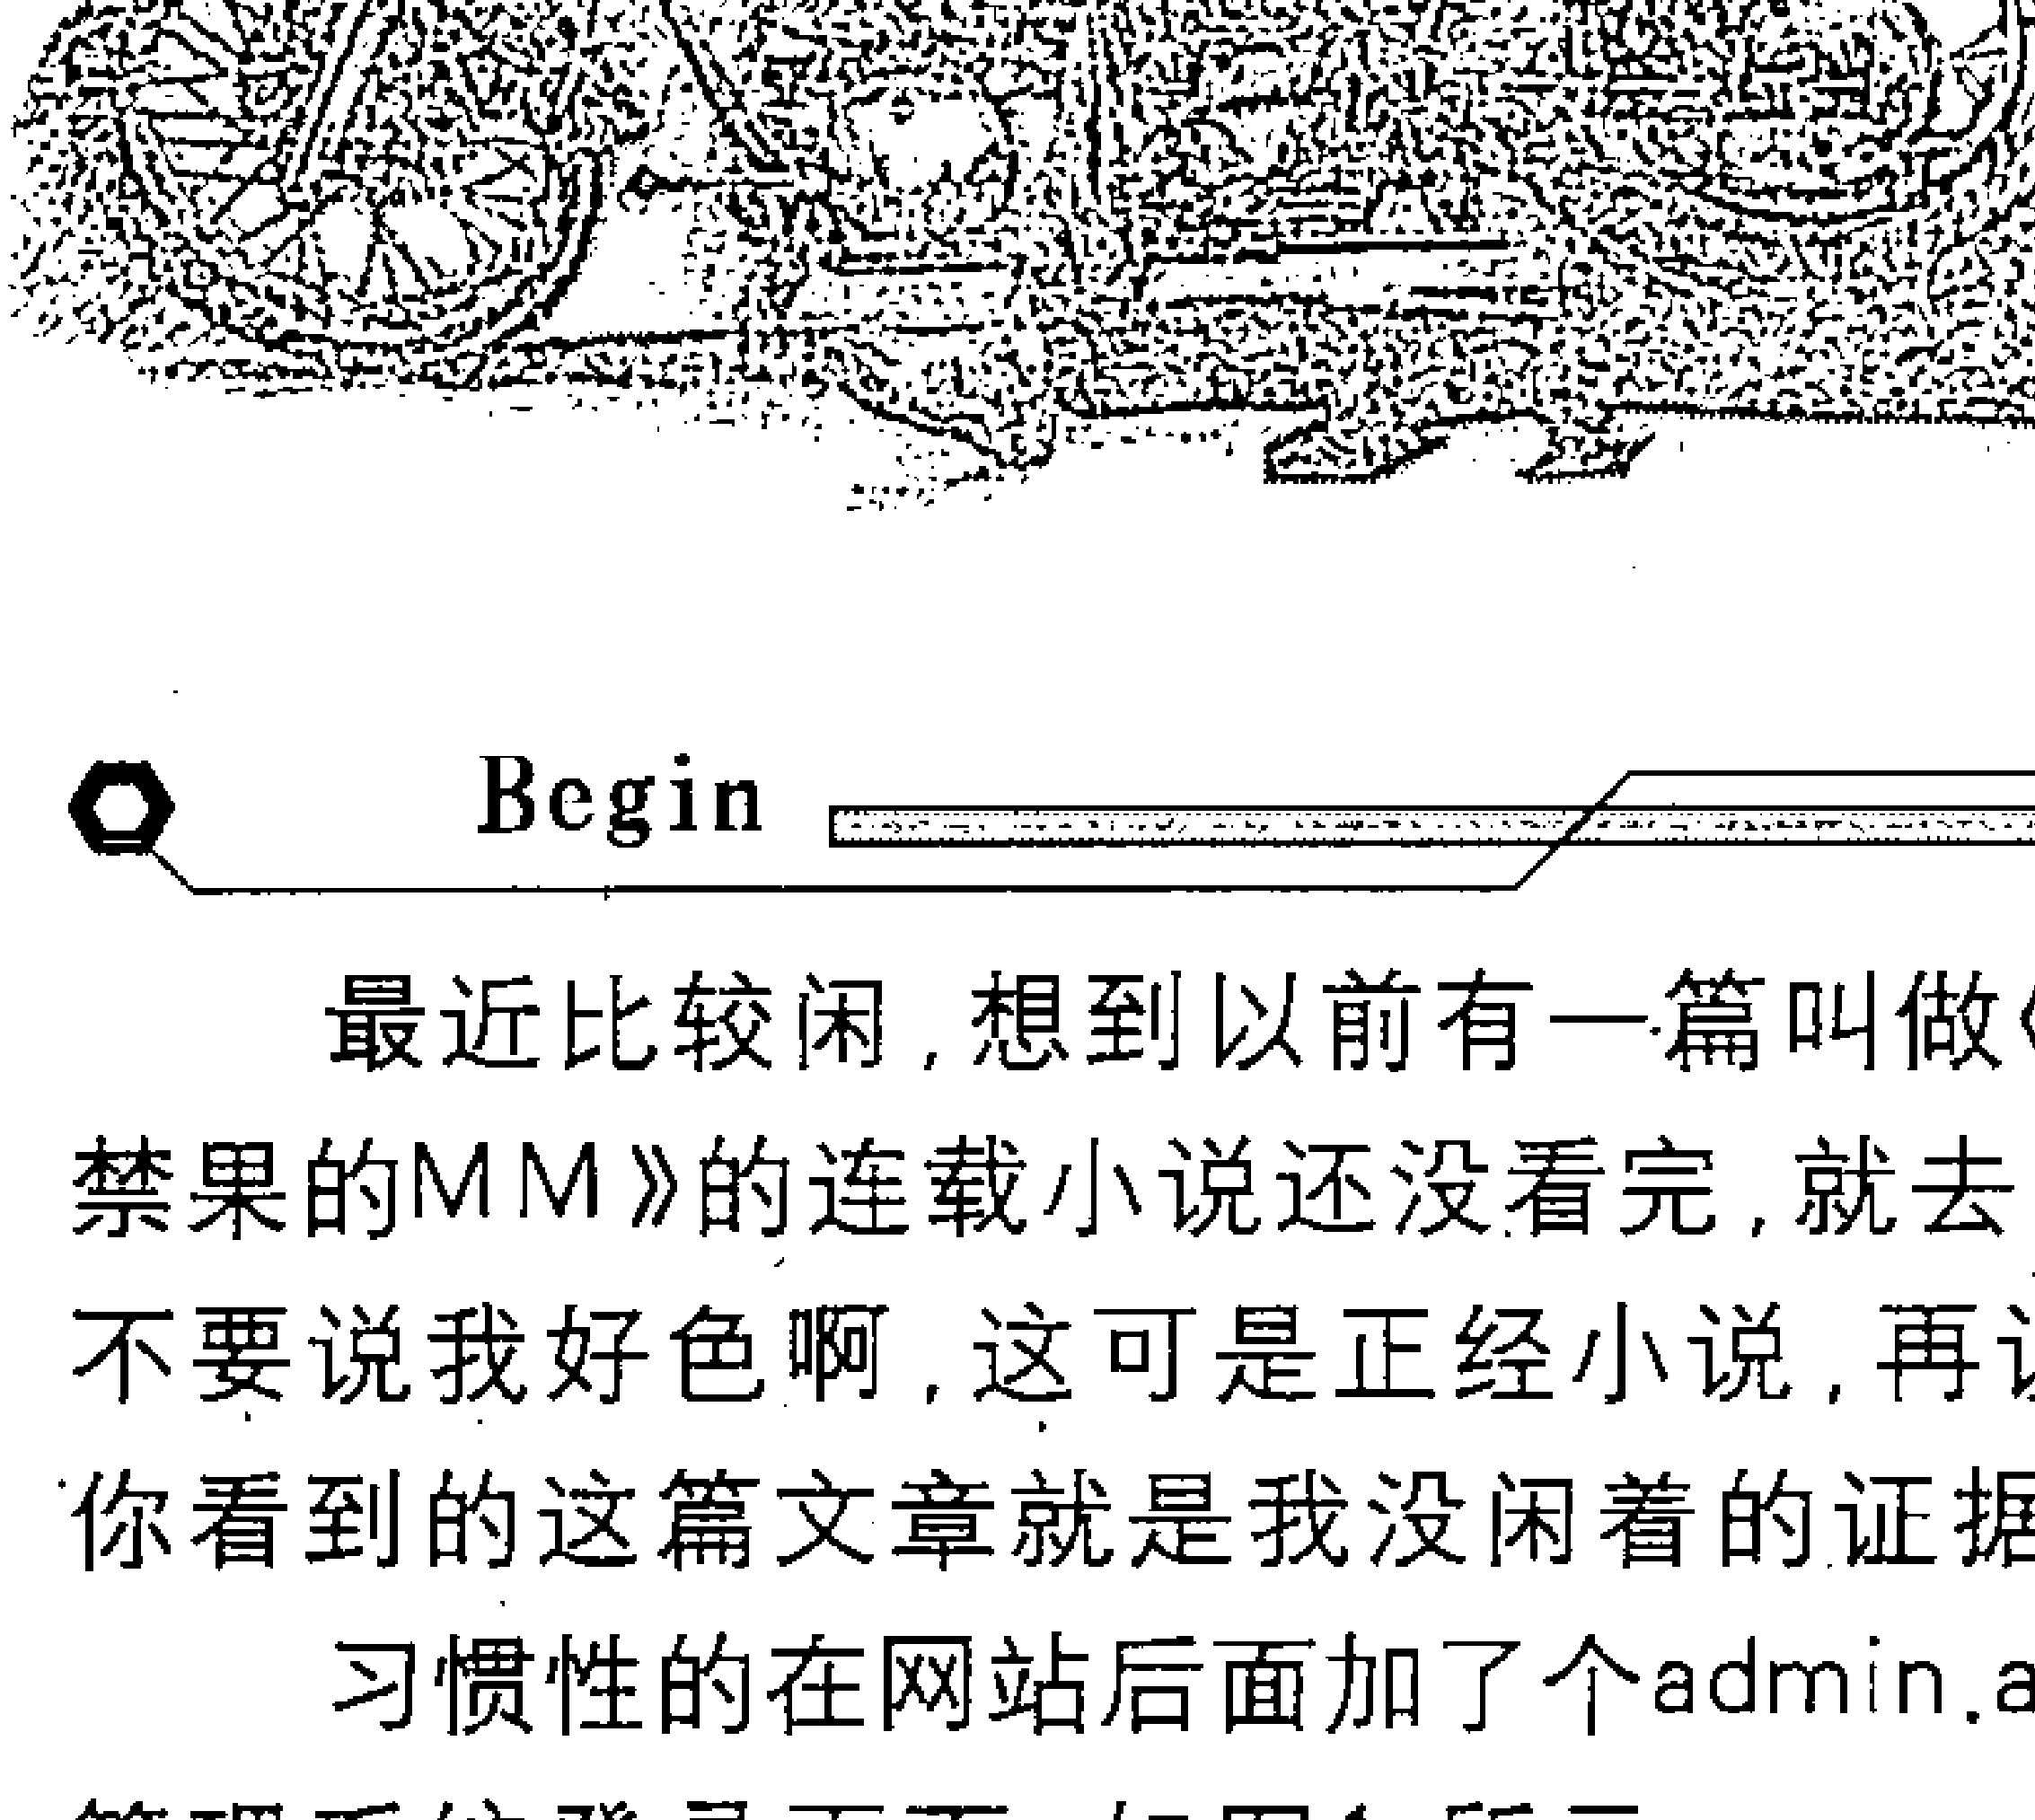 Begin
最近比较闲,想到以前有一篇叫做《
禁果的MM》的连载小说还没看完,就去
不要说我好色啊,这可是正经小说,再
你看到的这篇文章就是我没闲着的证据
习惯性的在网站后面加了个admin.a